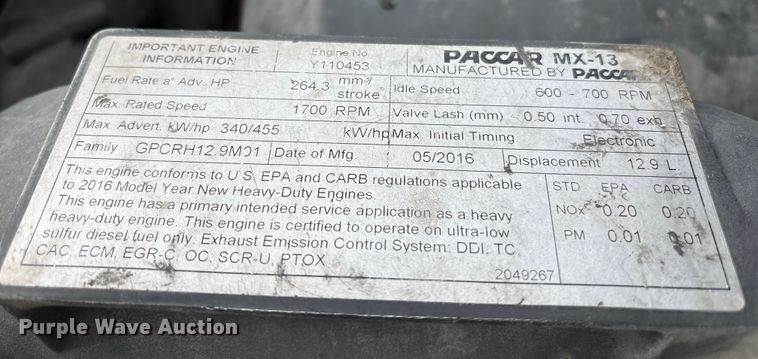 IMPORTANT ENGINE INFORMATION
Engine No. Y110453
PACCAR MX-13
MANUFACTURED BY PACCAR
Fuel Rate at Adv. HP 264.3 mm³/stroke
Idle Speed 600 - 700 RPM
Max. Rated Speed 1700 RPM
Valve Lash (mm) 0.50 int. 0.70 exh
Max Advert. kW/hp 340/455 kW/hp
Max. Initial Timing Electronic
Family GPCRH12.9M01
Date of Mfg 05/2016
Displacement 12.9 L
This engine conforms to U.S. EPA and CARB regulations applicable
to 2016 Model Year New Heavy-Duty Engines.
This engine has a primary intended service application as a heavy
heavy-duty engine. This engine is certified to operate on ultra-low
sulfur diesel fuel only. Exhaust Emission Control System: DDI, TC,
CAC, ECM, EGR-C, OC, SCR-U, PTOX
STD EPA CARB
NOx 0.20 0.20
PM 0.01 0.01
2049267
Purple Wave Auction